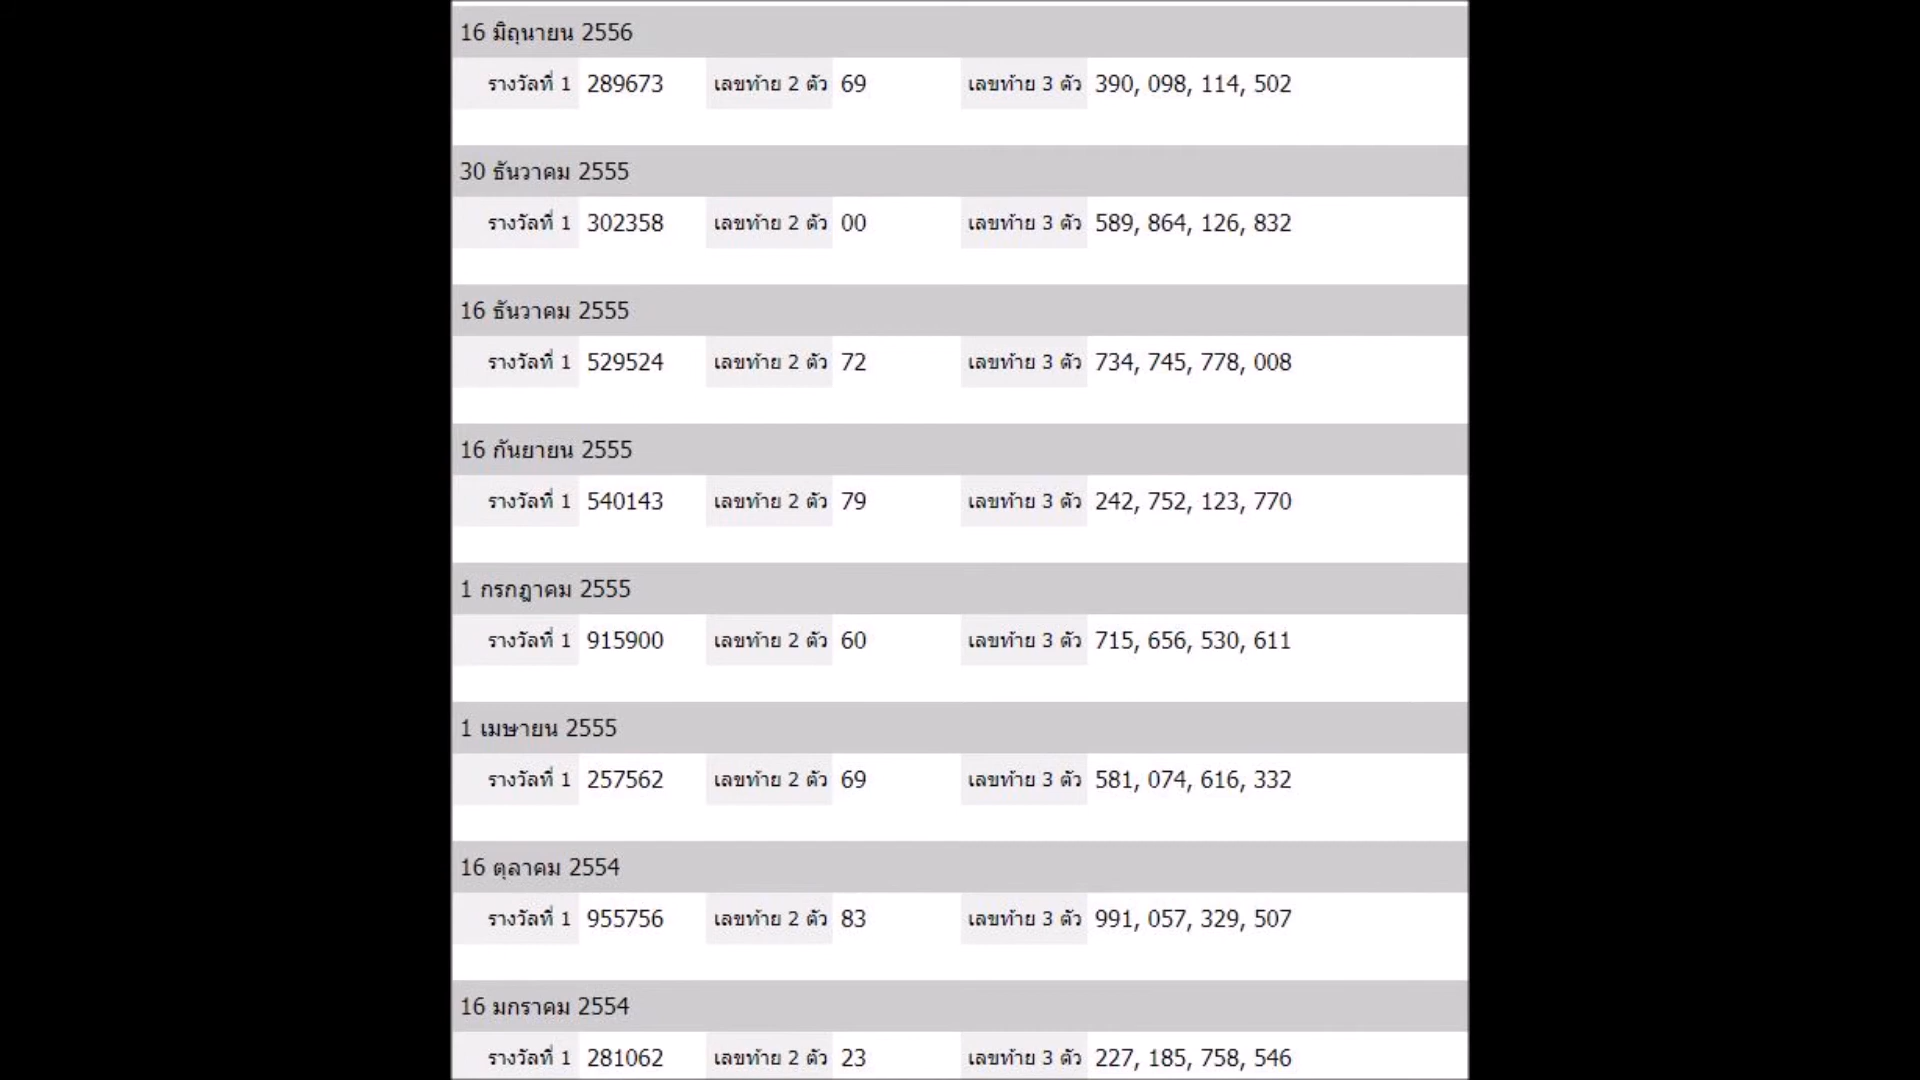 16 มิถุนายน 2556
รางวัลที่ 1 289673 เลขท้าย 2 ตัว 69 เลขท้าย 3 ตัว 390, 098, 114, 502
30 ธันวาคม 2555
รางวัลที่ 1 302358 เลขท้าย 2 ตัว 00 เลขท้าย 3 ตัว 589, 864, 126, 832
16 ธันวาคม 2555
รางวัลที่ 1 529524 เลขท้าย 2 ตัว 72 เลขท้าย 3 ตัว 734, 745, 778, 008
16 กันยายน 2555
รางวัลที่ 1 540143 เลขท้าย 2 ตัว 79 เลขท้าย 3 ตัว 242, 752, 123, 770
1 กรกฎาคม 2555
รางวัลที่ 1 915900 เลขท้าย 2 ตัว 60 เลขท้าย 3 ตัว 715, 656, 530, 611
1 เมษายน 2555
รางวัลที่ 1 257562 เลขท้าย 2 ตัว 69 เลขท้าย 3 ตัว 581, 074, 616, 332
16 ตุลาคม 2554
รางวัลที่ 1 955756 เลขท้าย 2 ตัว 83 เลขท้าย 3 ตัว 991, 057, 329, 507
16 มกราคม 2554
รางวัลที่ 1 281062 เลขท้าย 2 ตัว 23 เลขท้าย 3 ตัว 227, 185, 758, 546